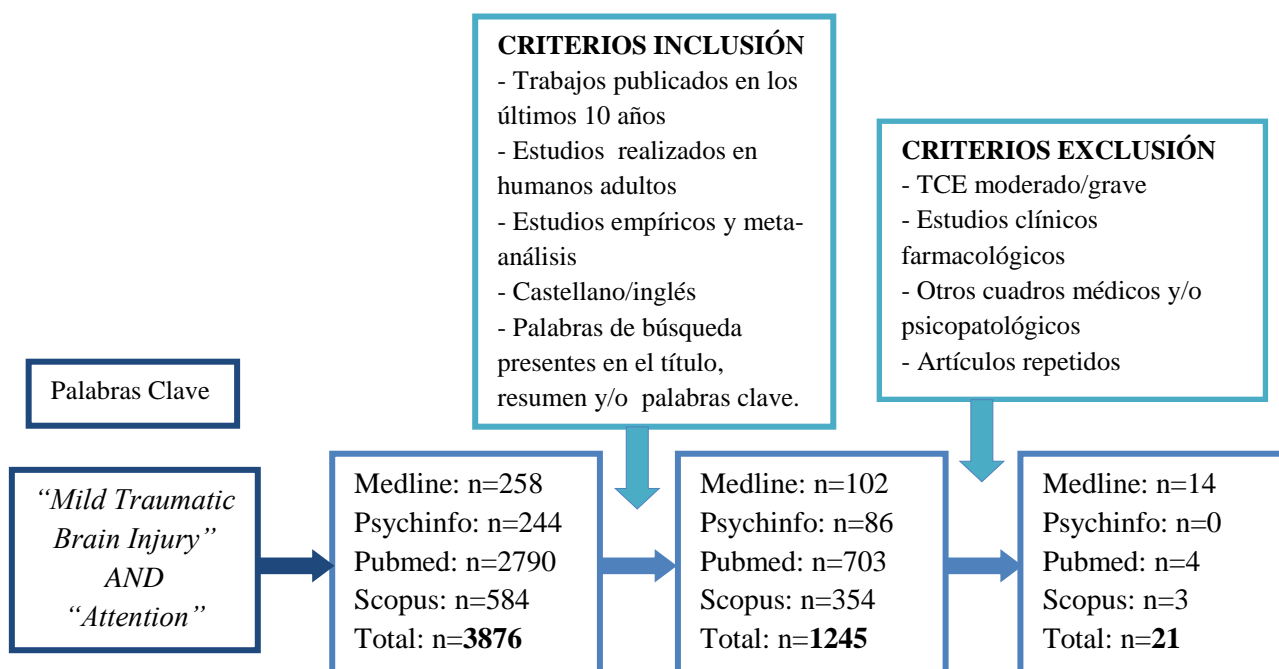 CRITERIOS INCLUSIÓN
- Trabajos publicados en los
últimos 10 años
- Estudios realizados en
humanos adultos
- Estudios empíricos y meta-
análisis
- Castellano/inglés
- Palabras de búsqueda
presentes en el título,
resumen y/o palabras clave.
CRITERIOS EXCLUSIÓN
- TCE moderado/grave
- Estudios clínicos
farmacológicos
- Otros cuadros médicos y/o
psicopatológicos
- Artículos repetidos
Palabras Clave
“Mild Traumatic
Brain Injury”
AND
“Attention”
Medline: n=258
Psychinfo: n=244
Pubmed: n=2790
Scopus: n=584
Total: n=3876
Medline: n=102
Psychinfo: n=86
Pubmed: n=703
Scopus: n=354
Total: n=1245
Medline: n=14
Psychinfo: n=0
Pubmed: n=4
Scopus: n=3
Total: n=21